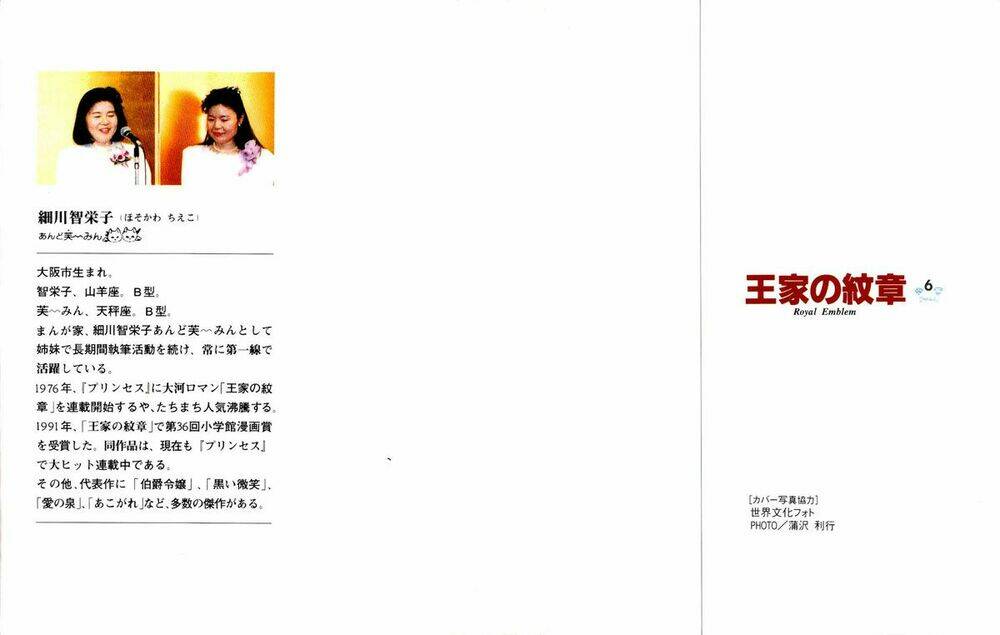 細川智栄子(ほそかわ ちえこ)
あんど芙〜みん
大阪市生まれ。
智栄子、山羊座。B型。
芙〜みん、天秤座。B型。
まんが家、細川智栄子あんど芙〜みんとして
姉妹で長期間執筆活動を続け、常に第一線で
活躍している。
1976年、『プリンセス』に大河ロマン「王家の紋
章」を連載開始するや、たちまち人気沸騰する。
1991年、「王家の紋章」で第36回小学館漫画賞
を受賞した。同作品は、現在も『プリンセス』
で大ヒット連載中である。
その他、代表作に「伯爵令嬢」、「黒い微笑」、
「愛の泉」、「あこがれ」など、多数の傑作がある。
王家の紋章 6
Royal Emblem
[カバー写真協力]
世界文化フォト
PHOTO/蒲沢 利行